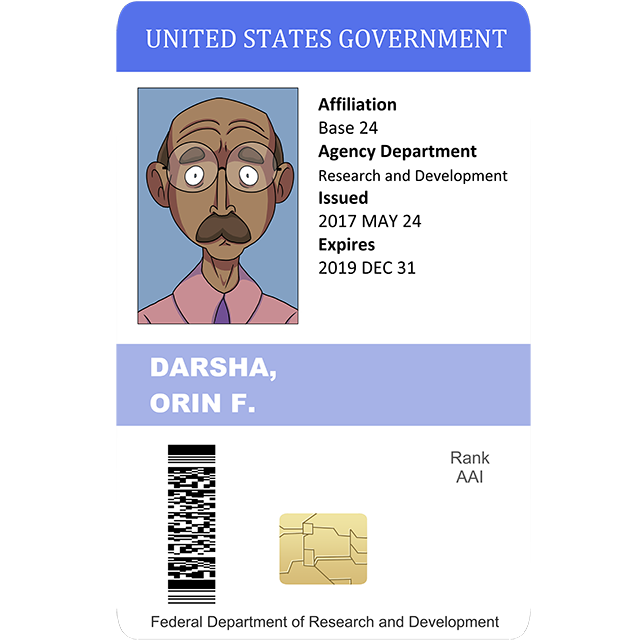 UNITED STATES GOVERNMENT
Affiliation
Base 24
Agency Department
Research and Development
Issued
2017 MAY 24
Expires
2019 DEC 31
DARSHA,
ORIN F.
Rank
AAI
Federal Department of Research and Development